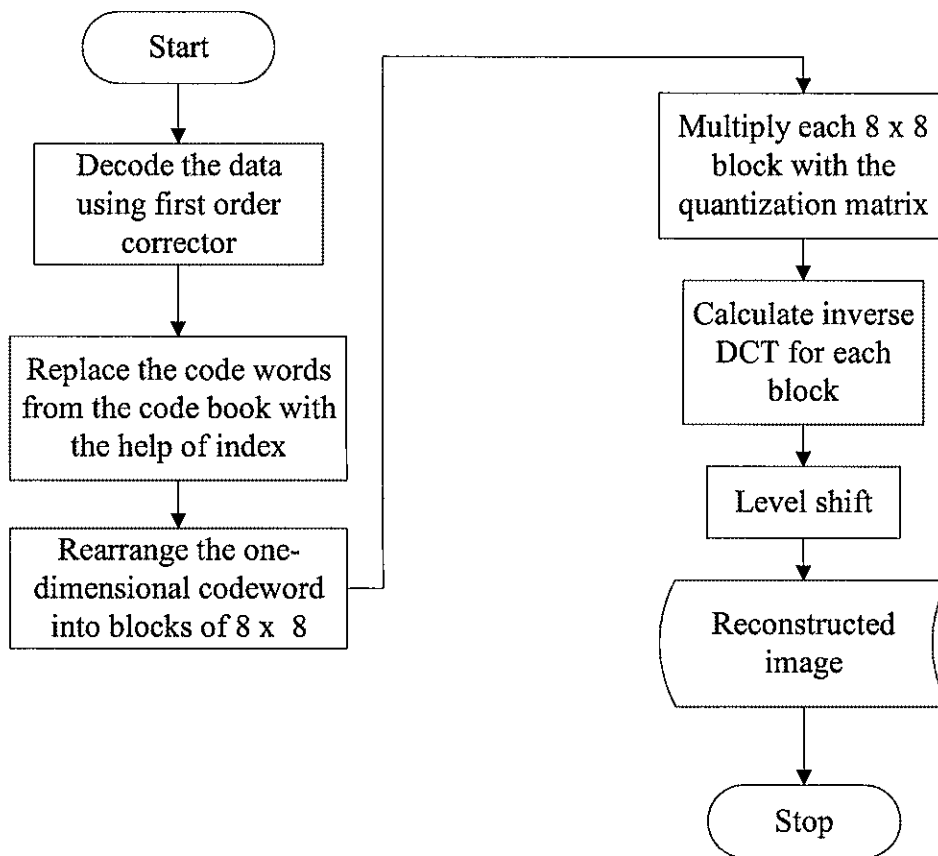 Start
Decode the data
using first order
corrector
Replace the code words
from the code book with
the help of index
Rearrange the one-
dimensional codeword
into blocks of 8 x 8
Multiply each 8 x 8
block with the
quantization matrix
Calculate inverse
DCT for each
block
Level shift
Reconstructed
image
Stop